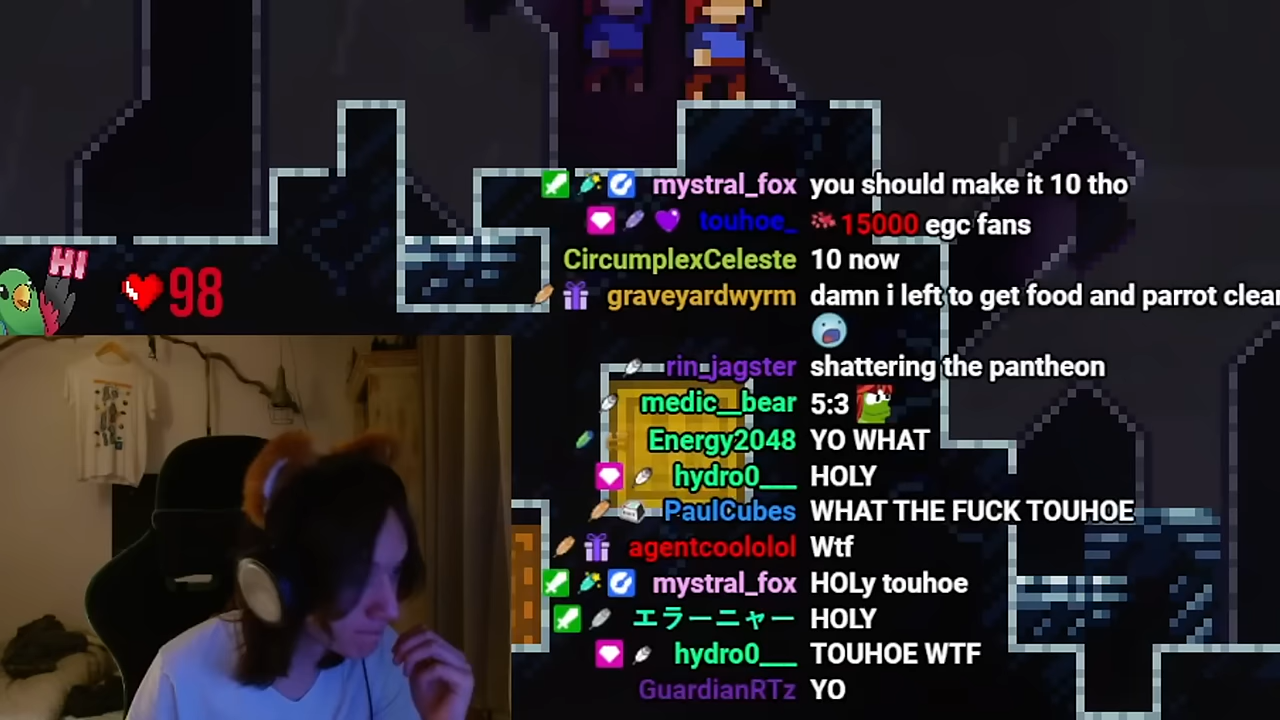 mystral_fox you should make it 10 tho
touhoe_ 15000 egc fans
CircumplexCeleste 10 now
graveyardwyrm damn i left to get food and parrot clear
rin_jagster shattering the pantheon
medic__bear 5:3
Energy2048 YO WHAT
hydro0___ HOLY
PaulCubes WHAT THE FUCK TOUHOE
agentcoololol Wtf
mystral_fox HOLy touhoe
エラーニャー HOLY
hydro0___ TOUHOE WTF
GuardianRTz YO
HI
98